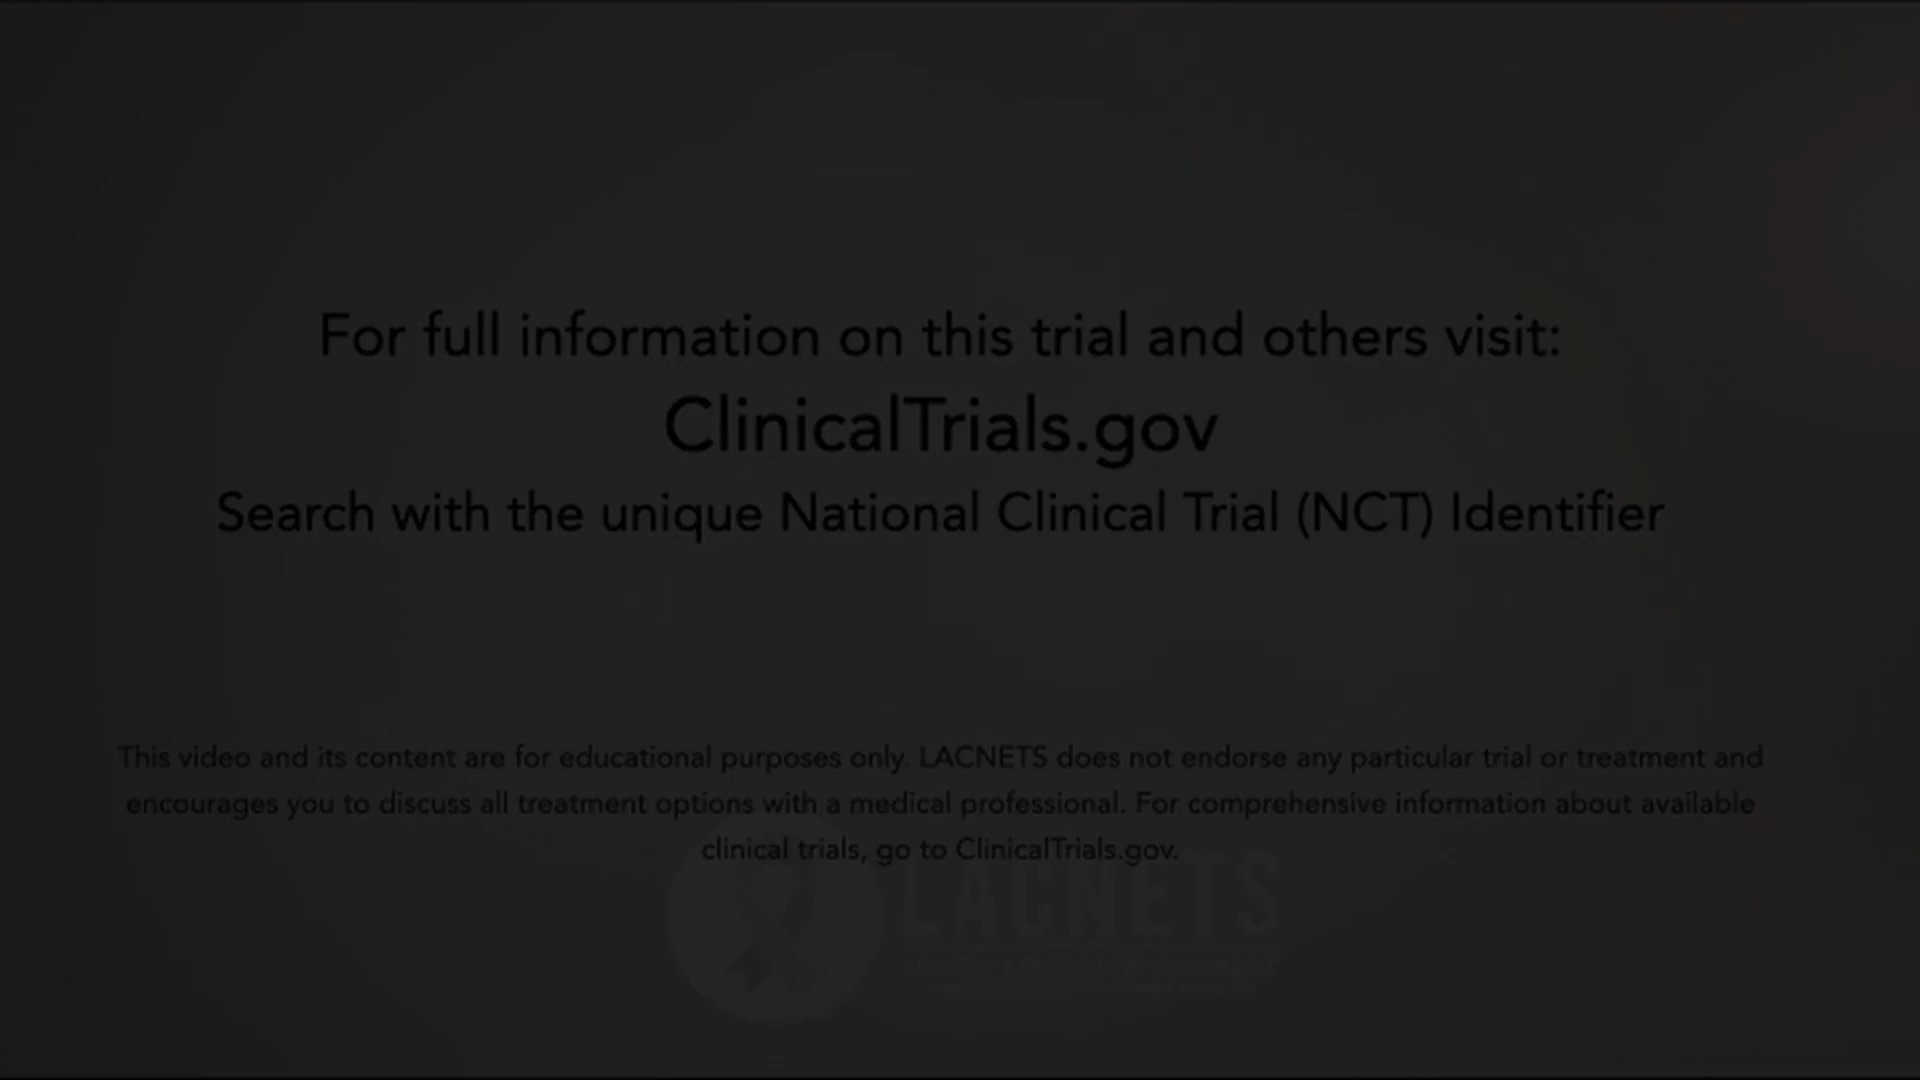 For full information on this trial and others visit:
ClinicalTrials.gov
Search with the unique National Clinical Trial (NCT) Identifier
This video and its content are for educational purposes only. LACNETS does not endorse any particular trial or treatment and
encourages you to discuss all treatment options with a medical professional. For comprehensive information about available
clinical trials, go to ClinicalTrials.gov.
LACNETS